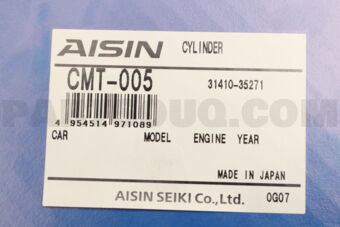 AISIN CYLINDER
CMT-005 31410-35271
4 954514 971089
CAR MODEL ENGINE YEAR
MADE IN JAPAN
AISIN SEIKI Co.,Ltd. 0G07